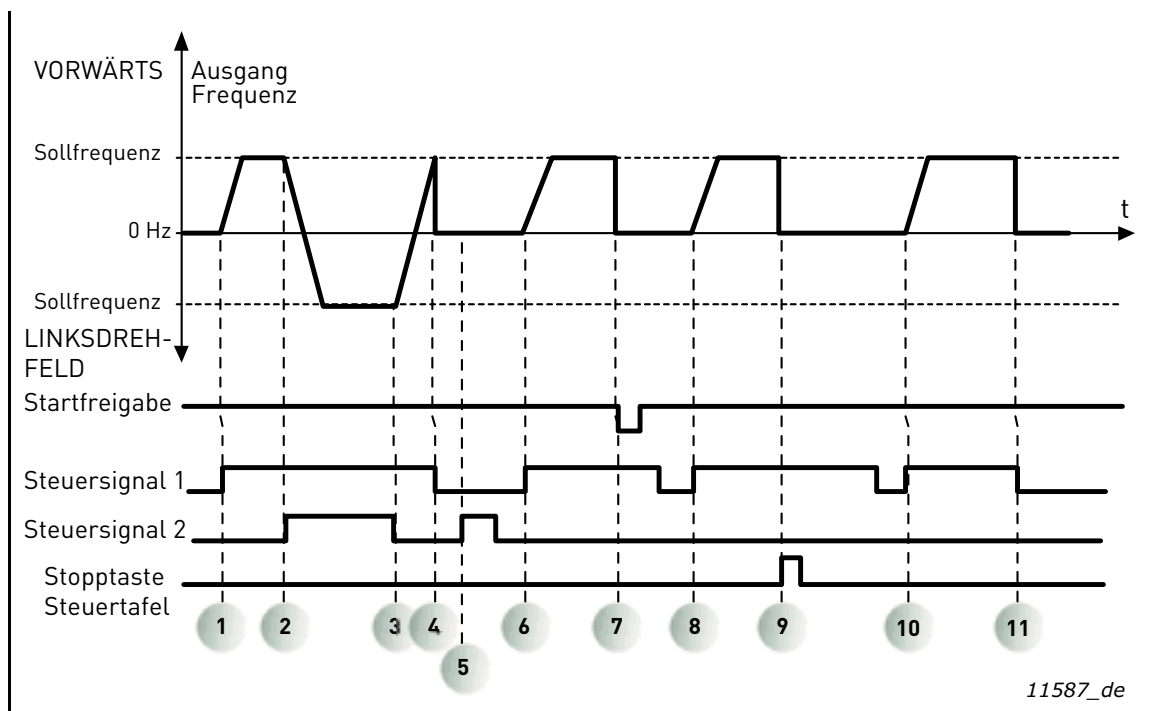 VORWÄRTS
Ausgang
Frequenz
Sollfrequenz
t
0 Hz
Sollfrequenz
LINKSDREH-
FELD
Startfreigabe
Steuersignal 1
Steuersignal 2
Stopptaste
Steuertafel
1 2 3 4 6 7 8 9 10 11
5
11587_de